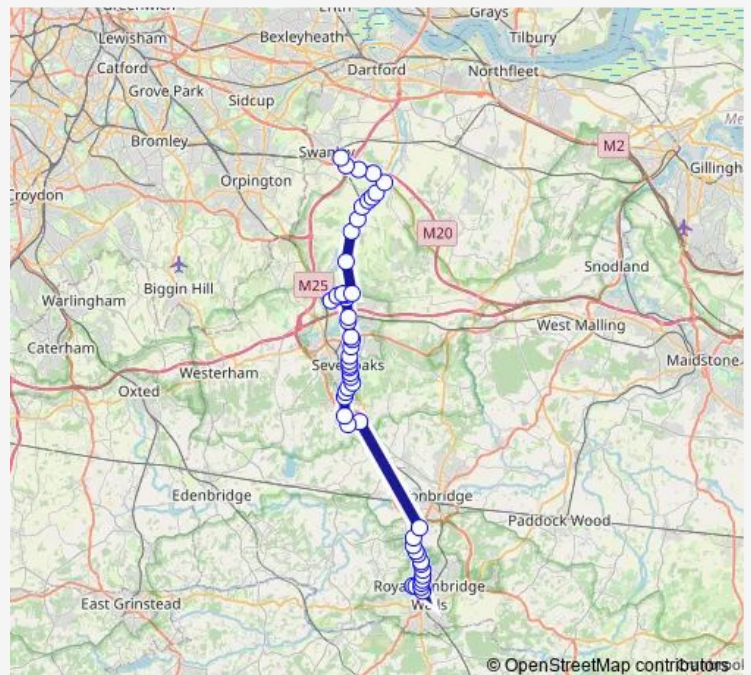 Greenwich
Erith
Grays
Lewisham
Bexleyheath
Tilbury
Catford
Dartford
Northfleet
Grove Park
Sidcup
Bromley
Swanley
M2
Gillingh
Orpington
Croydon
M20
Snodland
Biggin Hill
M25
Warlingham
West Malling
Caterham
Westerham
Sevenoaks
Maidstone
Oxted
Edenbridge
onbridge
Paddock Wood
East Grinstead
Royal Tunbridge
Wells
© OpenStreetMap contributors